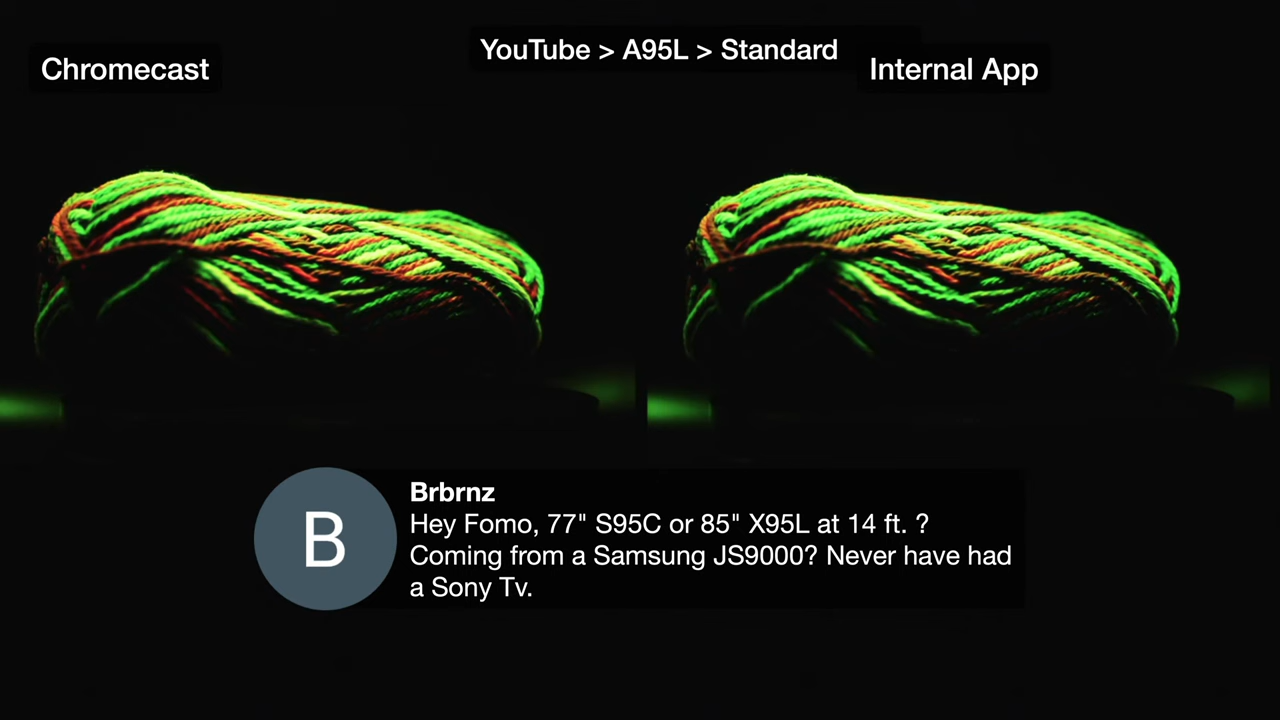 YouTube > A95L > Standard
Chromecast
Internal App
B
Brbrnz
Hey Fomo, 77" S95C or 85" X95L at 14 ft. ?
Coming from a Samsung JS9000? Never have had
a Sony Tv.